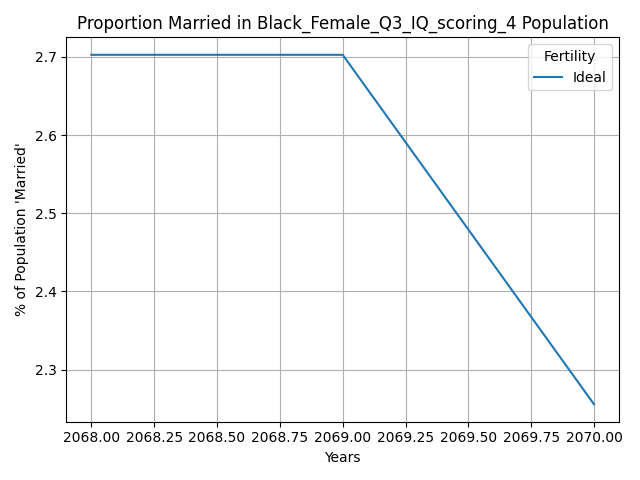 Proportion Married in Black_Female_Q3_IQ_scoring_4 Population
Fertility
Ideal
% of Population 'Married'
2.7
2.6
2.5
2.4
2.3
2068.00 2068.25 2068.50 2068.75 2069.00 2069.25 2069.50 2069.75 2070.00
Years